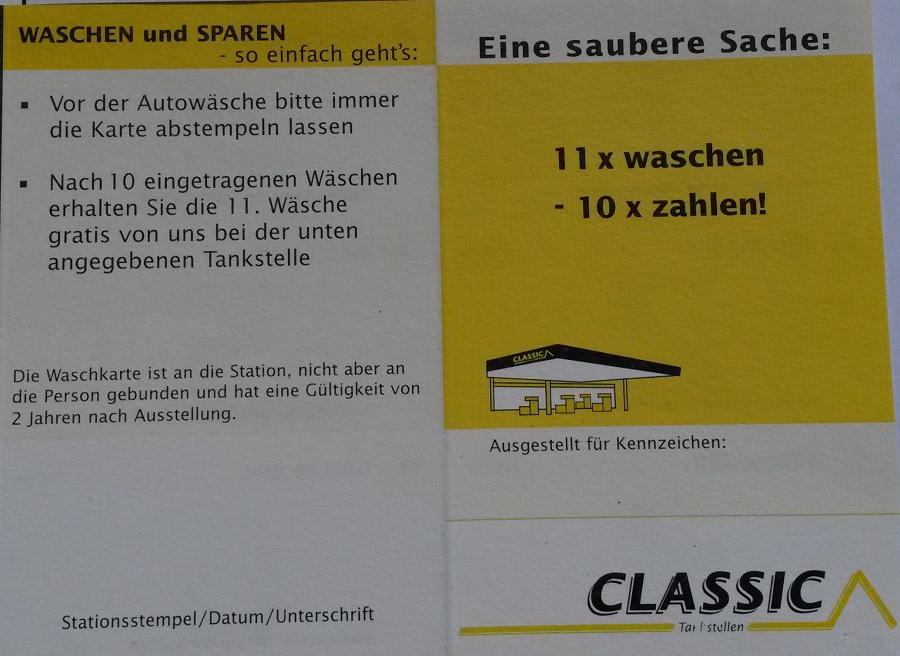 WASCHEN und SPAREN
- so einfach geht's:
▪ Vor der Autowäsche bitte immer
die Karte abstempeln lassen
▪ Nach 10 eingetragenen Wäschen
erhalten Sie die 11. Wäsche
gratis von uns bei der unten
angegebenen Tankstelle
Die Waschkarte ist an die Station, nicht aber an
die Person gebunden und hat eine Gültigkeit von
2 Jahren nach Ausstellung.
Stationsstempel/Datum/Unterschrift
Eine saubere Sache:
11 x waschen
- 10 x zahlen!
CLASSIC
Ausgestellt für Kennzeichen:
CLASSIC
Tankstellen